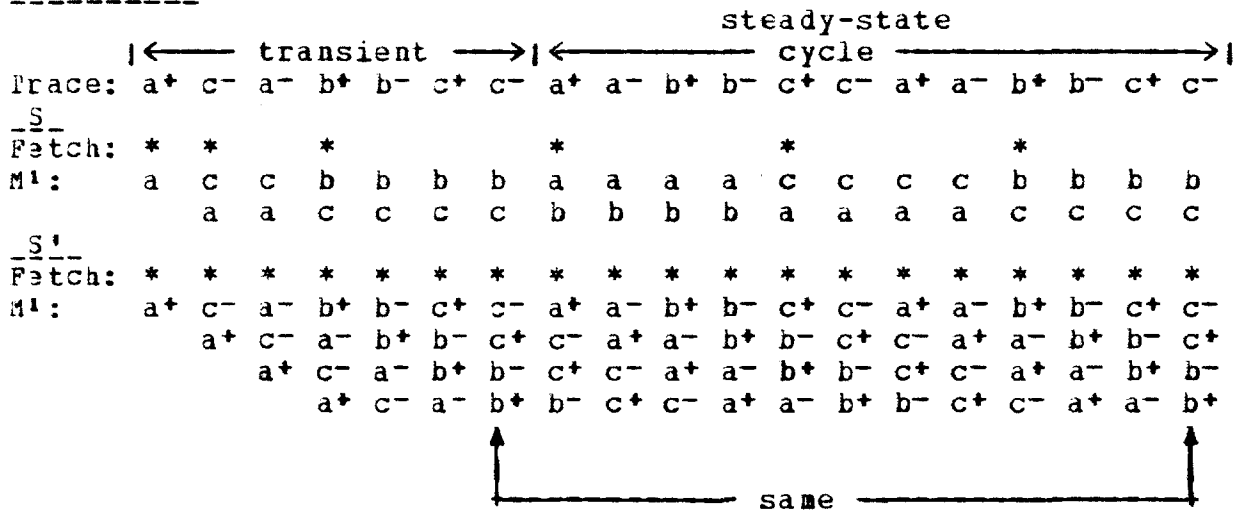 steady-state
|← transient →|← cycle →|
Trace: a⁺ c⁻ a⁻ b⁺ b⁻ c⁺ c⁻ a⁺ a⁻ b⁺ b⁻ c⁺ c⁻ a⁺ a⁻ b⁺ b⁻ c⁺ c⁻
S
Fetch: * * * * * *
M¹: a c c b b b b a a a a c c c c b b b b
a a c c c c b b b b a a a a c c c c
S'
Fetch: * * * * * * * * * * * * * * * * * * *
M¹: a⁺ c⁻ a⁻ b⁺ b⁻ c⁺ c⁻ a⁺ a⁻ b⁺ b⁻ c⁺ c⁻ a⁺ a⁻ b⁺ b⁻ c⁺ c⁻
a⁺ c⁻ a⁻ b⁺ b⁻ c⁺ c⁻ a⁺ a⁻ b⁺ b⁻ c⁺ c⁻ a⁺ a⁻ b⁺ b⁻ c⁺
a⁺ c⁻ a⁻ b⁺ b⁻ c⁺ c⁻ a⁺ a⁻ b⁺ b⁻ c⁺ c⁻ a⁺ a⁻ b⁺ b⁻
a⁺ c⁻ a⁻ b⁺ b⁻ c⁺ c⁻ a⁺ a⁻ b⁺ b⁻ c⁺ c⁻ a⁺ a⁻ b⁺
same